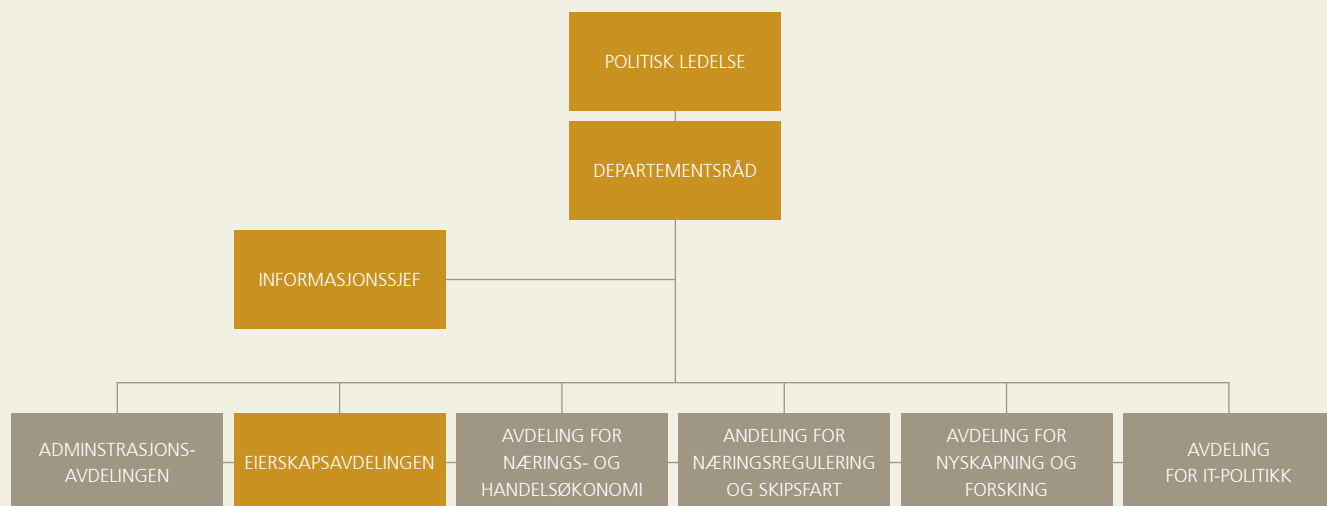 POLITISK LEDELSE
DEPARTEMENTSRÅD
INFORMASJONSSJEF
ADMINSTRASJONS-
AVDELINGEN
EIERSKAPSAVDELINGEN
AVDELING FOR
NÆRINGS- OG
HANDELSØKONOMI
ANDELING FOR
NÆRINGSREGULERING
OG SKIPSFART
AVDELING FOR
NYSKAPNING OG
FORSKING
AVDELING
FOR IT-POLITIKK